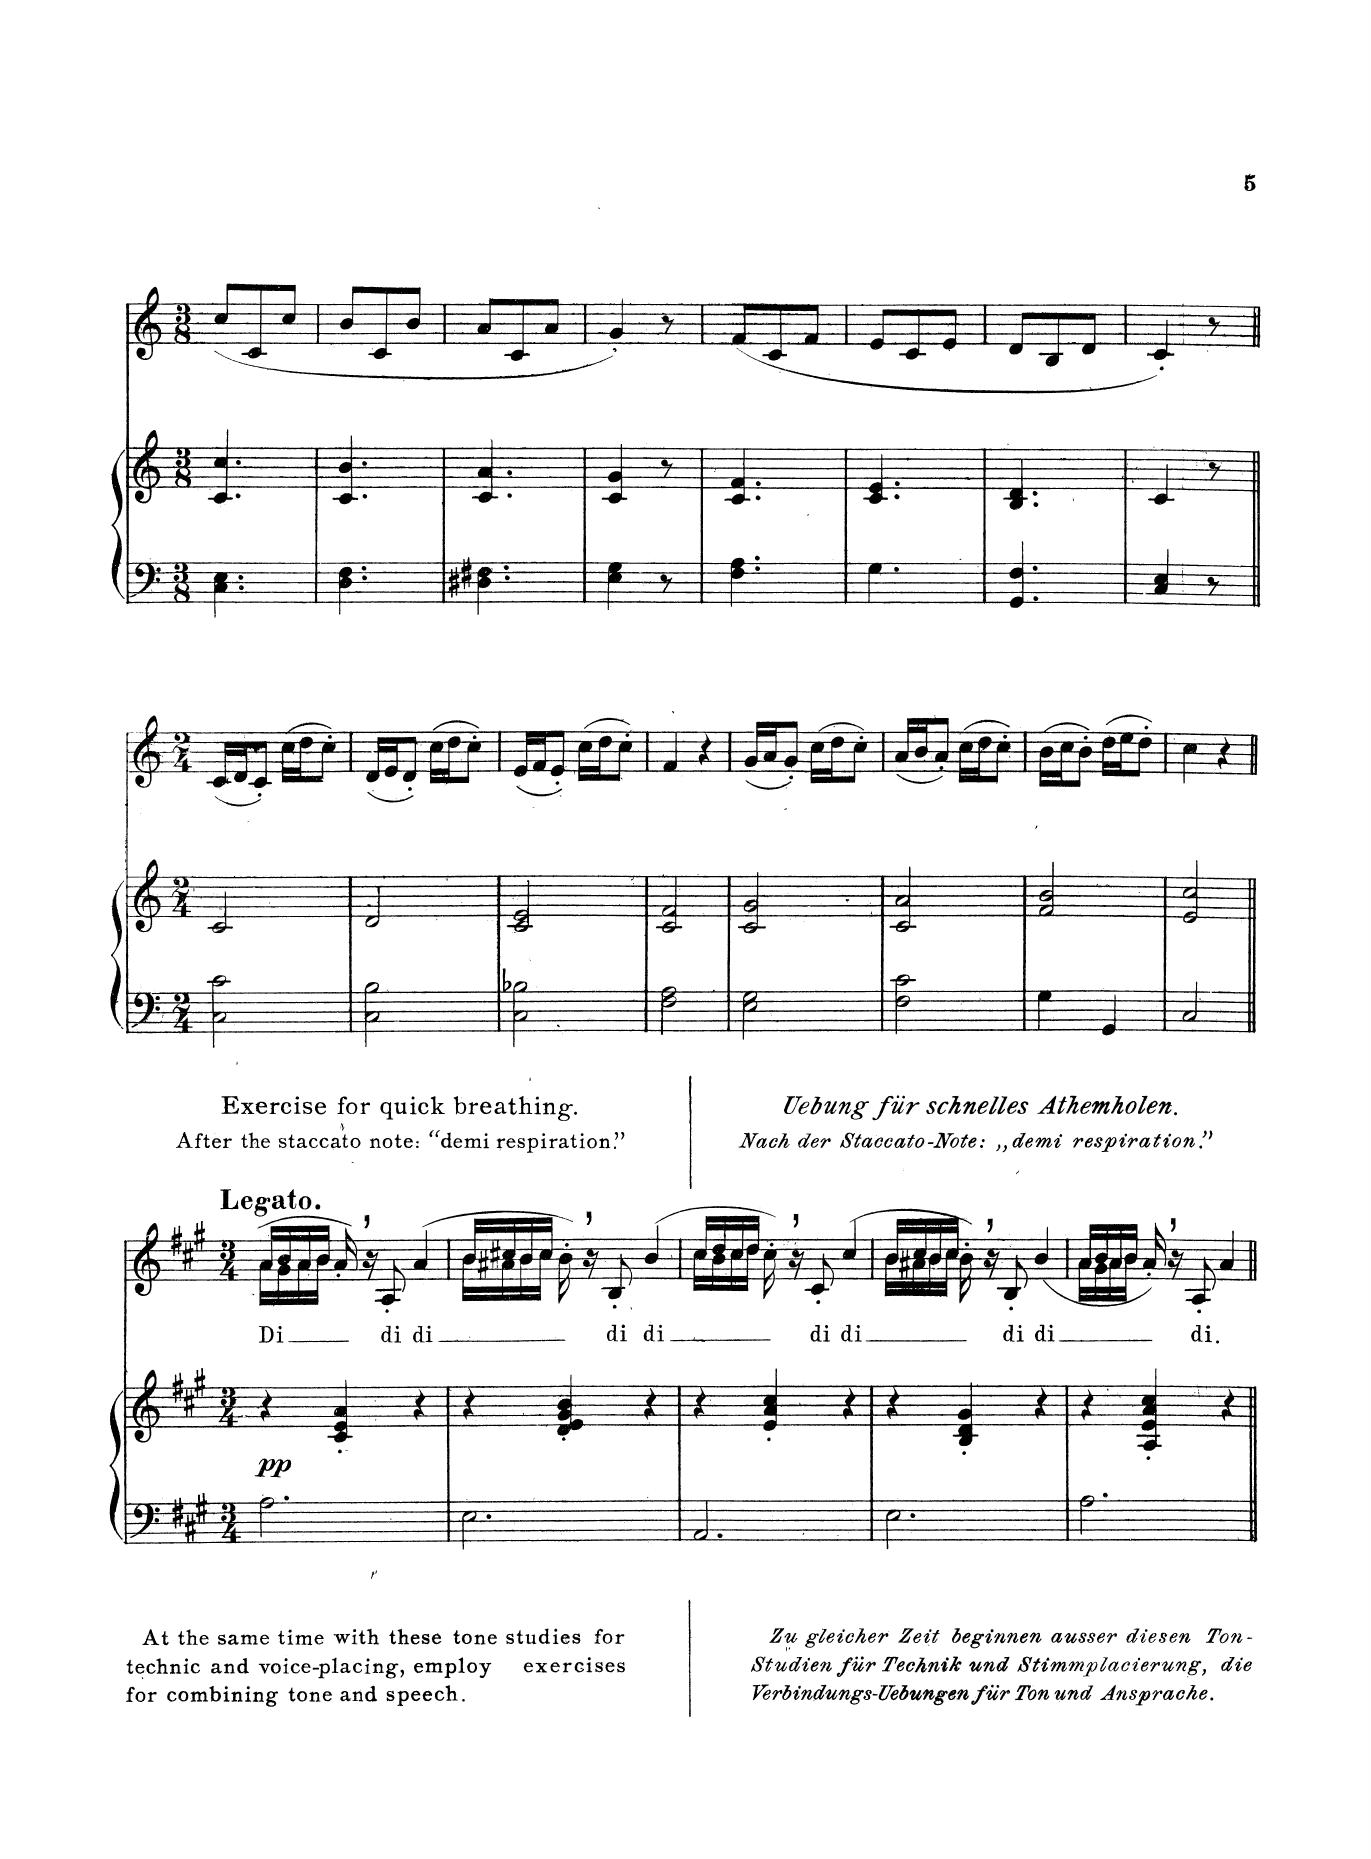 5
Exercise for quick breathing.
After the staccato note: “demi respiration.”
Uebung für schnelles Athemholen.
Nach der Staccato-Note: „demi respiration.”
Legato.
Di di di di di di di di di di.
pp
At the same time with these tone studies for
technic and voice-placing, employ exercises
for combining tone and speech.
Zu gleicher Zeit beginnen ausser diesen Ton-
Studien für Technik und Stimmplacierung, die
Verbindungs-Uebungen für Ton und Ansprache.